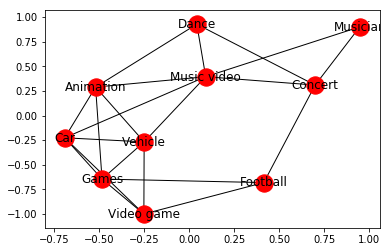 1.00
Dance
Musician
0.75
0.50
Music video
Animation
Concert
0.25
0.00
-0.25
Car
Vehicle
-0.50
Games
Football
-0.75
-1.00
Video game
-0.75 -0.50 -0.25 0.00 0.25 0.50 0.75 1.00